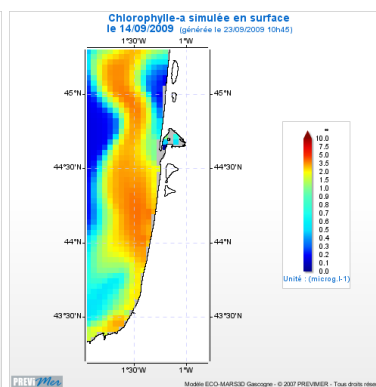 Chlorophylle-a simulée en surface
le 14/09/2009 (générée le 23/09/2009 10h45)
1°30'W 1°W
45°N 45°N
44°30'N 44°30'N
44°N 44°N
43°30'N 43°30'N
1°30'W 1°W
10.0
7.5
5.0
2.0
1.5
1.0
0.9
0.8
0.7
0.6
0.5
0.4
0.3
0.2
0.1
0.0
Unité : (microg.l-1)
PREVIMer
Modèle ECO-MARS3D Gascogne - © 2007 PREVIMER - Tous droits